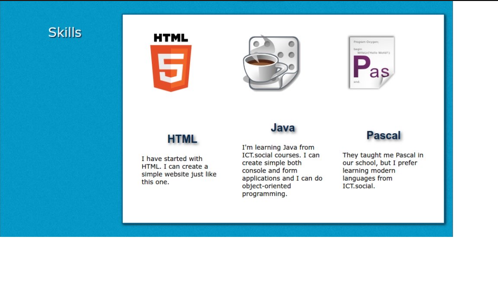 Skills
HTML
5
Pas
HTML
I have started with
HTML. I can create a
simple website just like
this one.
Java
I'm learning Java from
ICT.social courses. I can
create simple both
console and form
applications and I can do
object-oriented
programming.
Pascal
They taught me Pascal in
our school, but I prefer
learning modern
languages from
ICT.social.